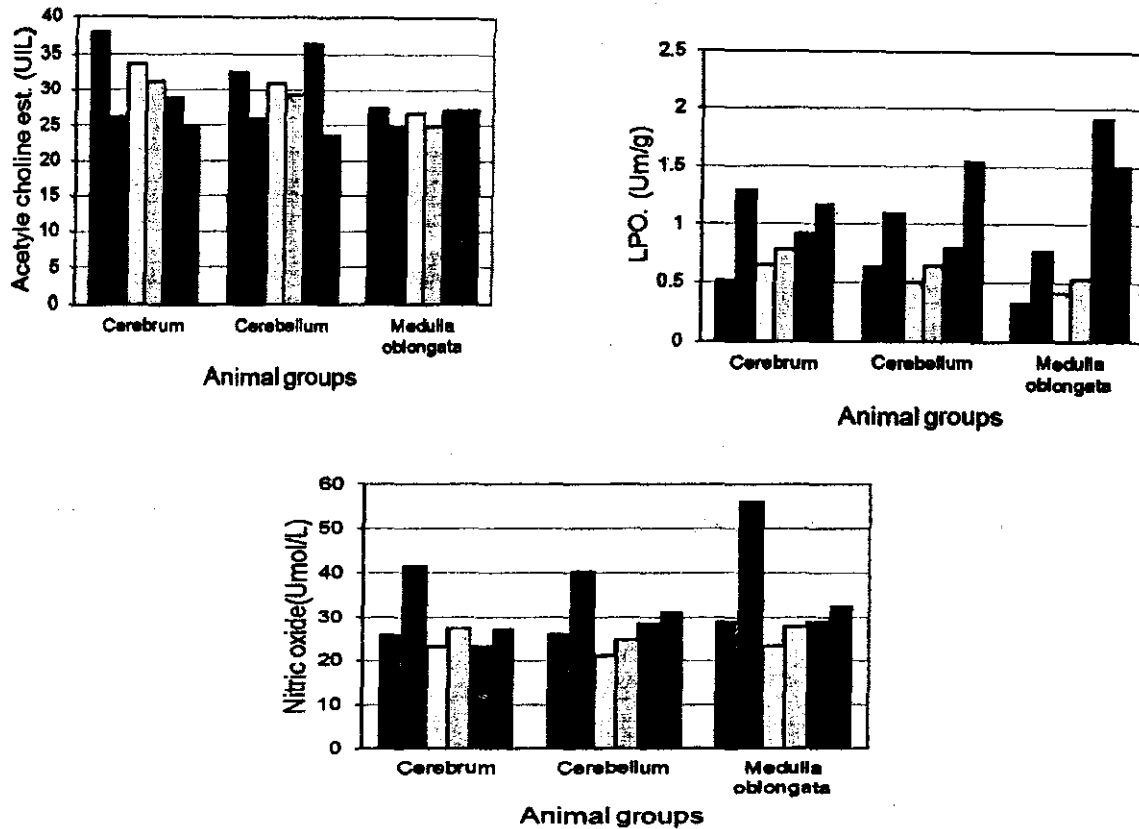 Acetyle choline est. (UIL)
40
35
30
25
20
15
10
5
0
Cerebrum
Cerebellum
Medulla
oblongata
Animal groups
LPO. (Um/g)
2.5
2
1.5
1
0.5
0
Cerebrum
Cerebellum
Medulla
oblongata
Animal groups
Nitric oxide(Umol/L)
60
50
40
30
20
10
0
Cerebrum
Cerebellum
Medulla
oblongata
Animal groups